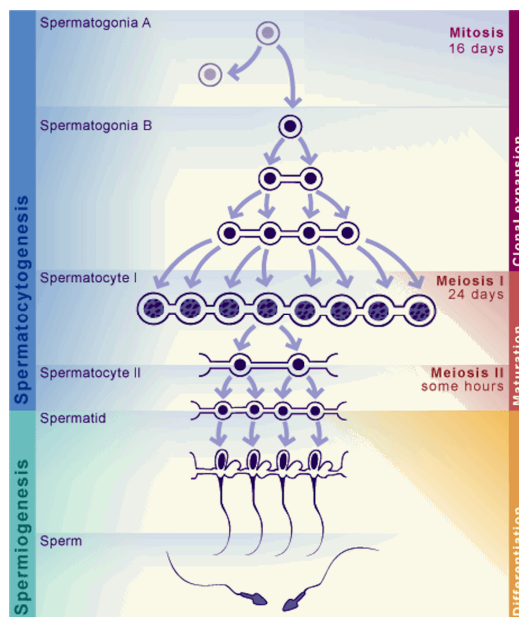 Spermatogonia A
Mitosis
16 days
Spermatogonia B
Spermatocyte I
Meiosis I
24 days
Spermatocyte II
Meiosis II
some hours
Spermatid
Sperm
Spermatocytogenesis
Spermiogenesis
Clonal expansion
Maturation
Differentiation